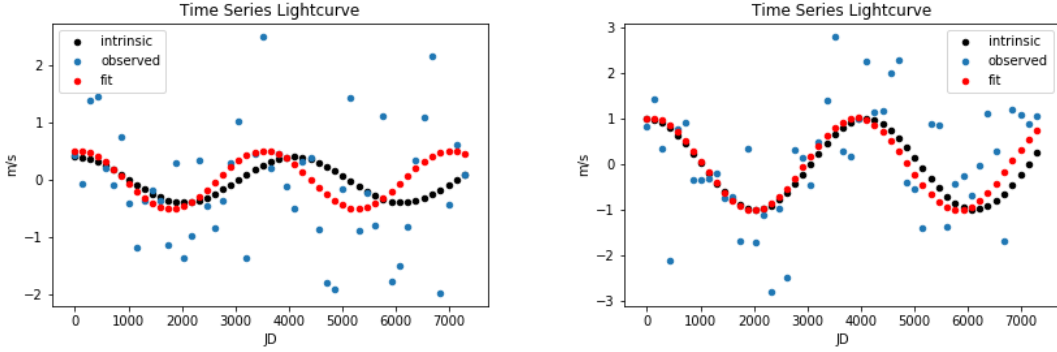 Time Series Lightcurve
intrinsic
observed
fit
2
1
0
−1
−2
m/s
0 1000 2000 3000 4000 5000 6000 7000
JD
Time Series Lightcurve
intrinsic
observed
fit
3
2
1
0
−1
−2
−3
m/s
0 1000 2000 3000 4000 5000 6000 7000
JD